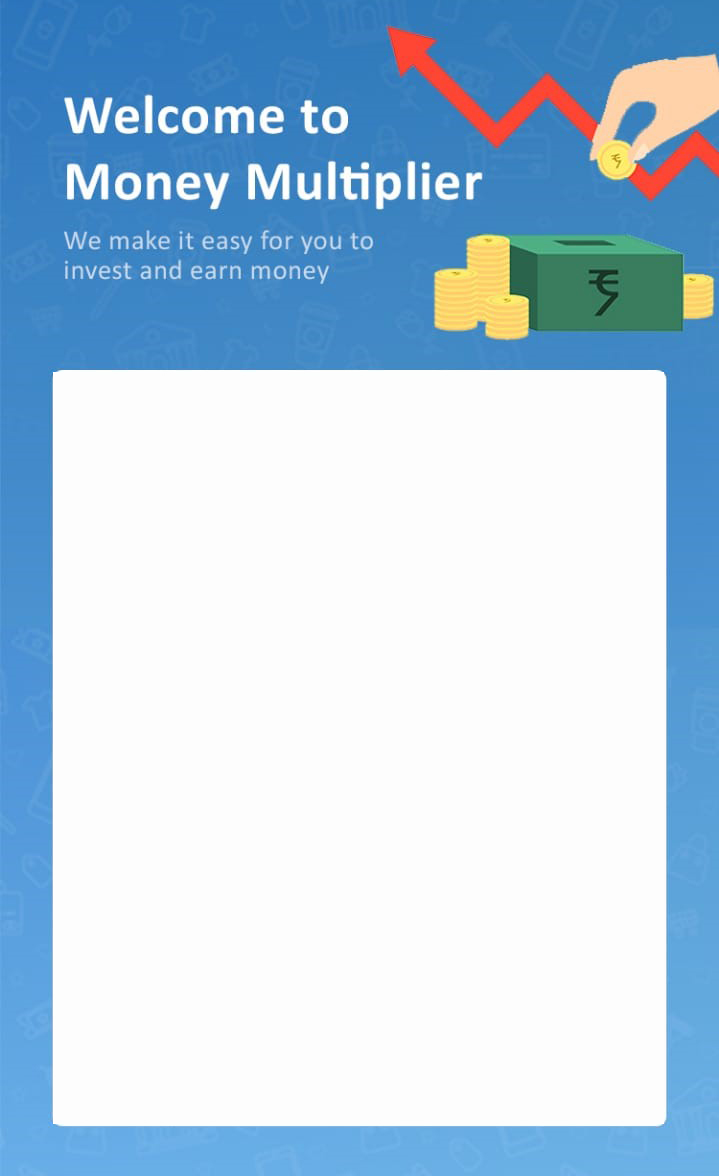 Welcome to
Money Multiplier
We make it easy for you to
invest and earn money
₹
₹